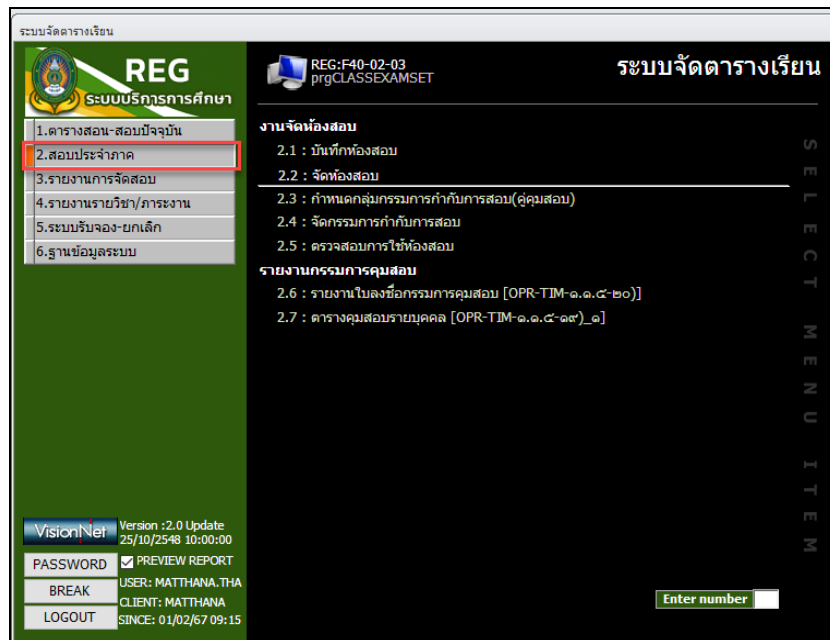 ระบบจัดตารางเรียน
REG
ระบบบริการการศึกษา
REG:F40-02-03
prgCLASSEXAMSET
ระบบจัดตารางเรียน
1.ตารางสอน-สอบปัจจุบัน
2.สอบประจำภาค
3.รายงานการจัดสอบ
4.รายงานรายวิชา/ภาระงาน
5.ระบบรับจอง-ยกเลิก
6.ฐานข้อมูลระบบ
งานจัดห้องสอบ
2.1 : บันทึกห้องสอบ
2.2 : จัดห้องสอบ
2.3 : กำหนดกลุ่มกรรมการกำกับการสอบ(คู่คุมสอบ)
2.4 : จัดกรรมการกำกับการสอบ
2.5 : ตรวจสอบการใช้ห้องสอบ
รายงานกรรมการคุมสอบ
2.6 : รายงานใบลงชื่อกรรมการคุมสอบ [OPR-TIM-๑.๑.๕-๒๐)]
2.7 : ตารางคุมสอบรายบุคคล [OPR-TIM-๑.๑.๕-๑๙)_๑]
SELECT MENU ITEM
VisionNet
Version :2.0 Update
25/10/2548 10:00:00
PASSWORD
PREVIEW REPORT
BREAK
USER: MATTHANA.THA
CLIENT: MATTHANA
LOGOUT
SINCE: 01/02/67 09:15
Enter number